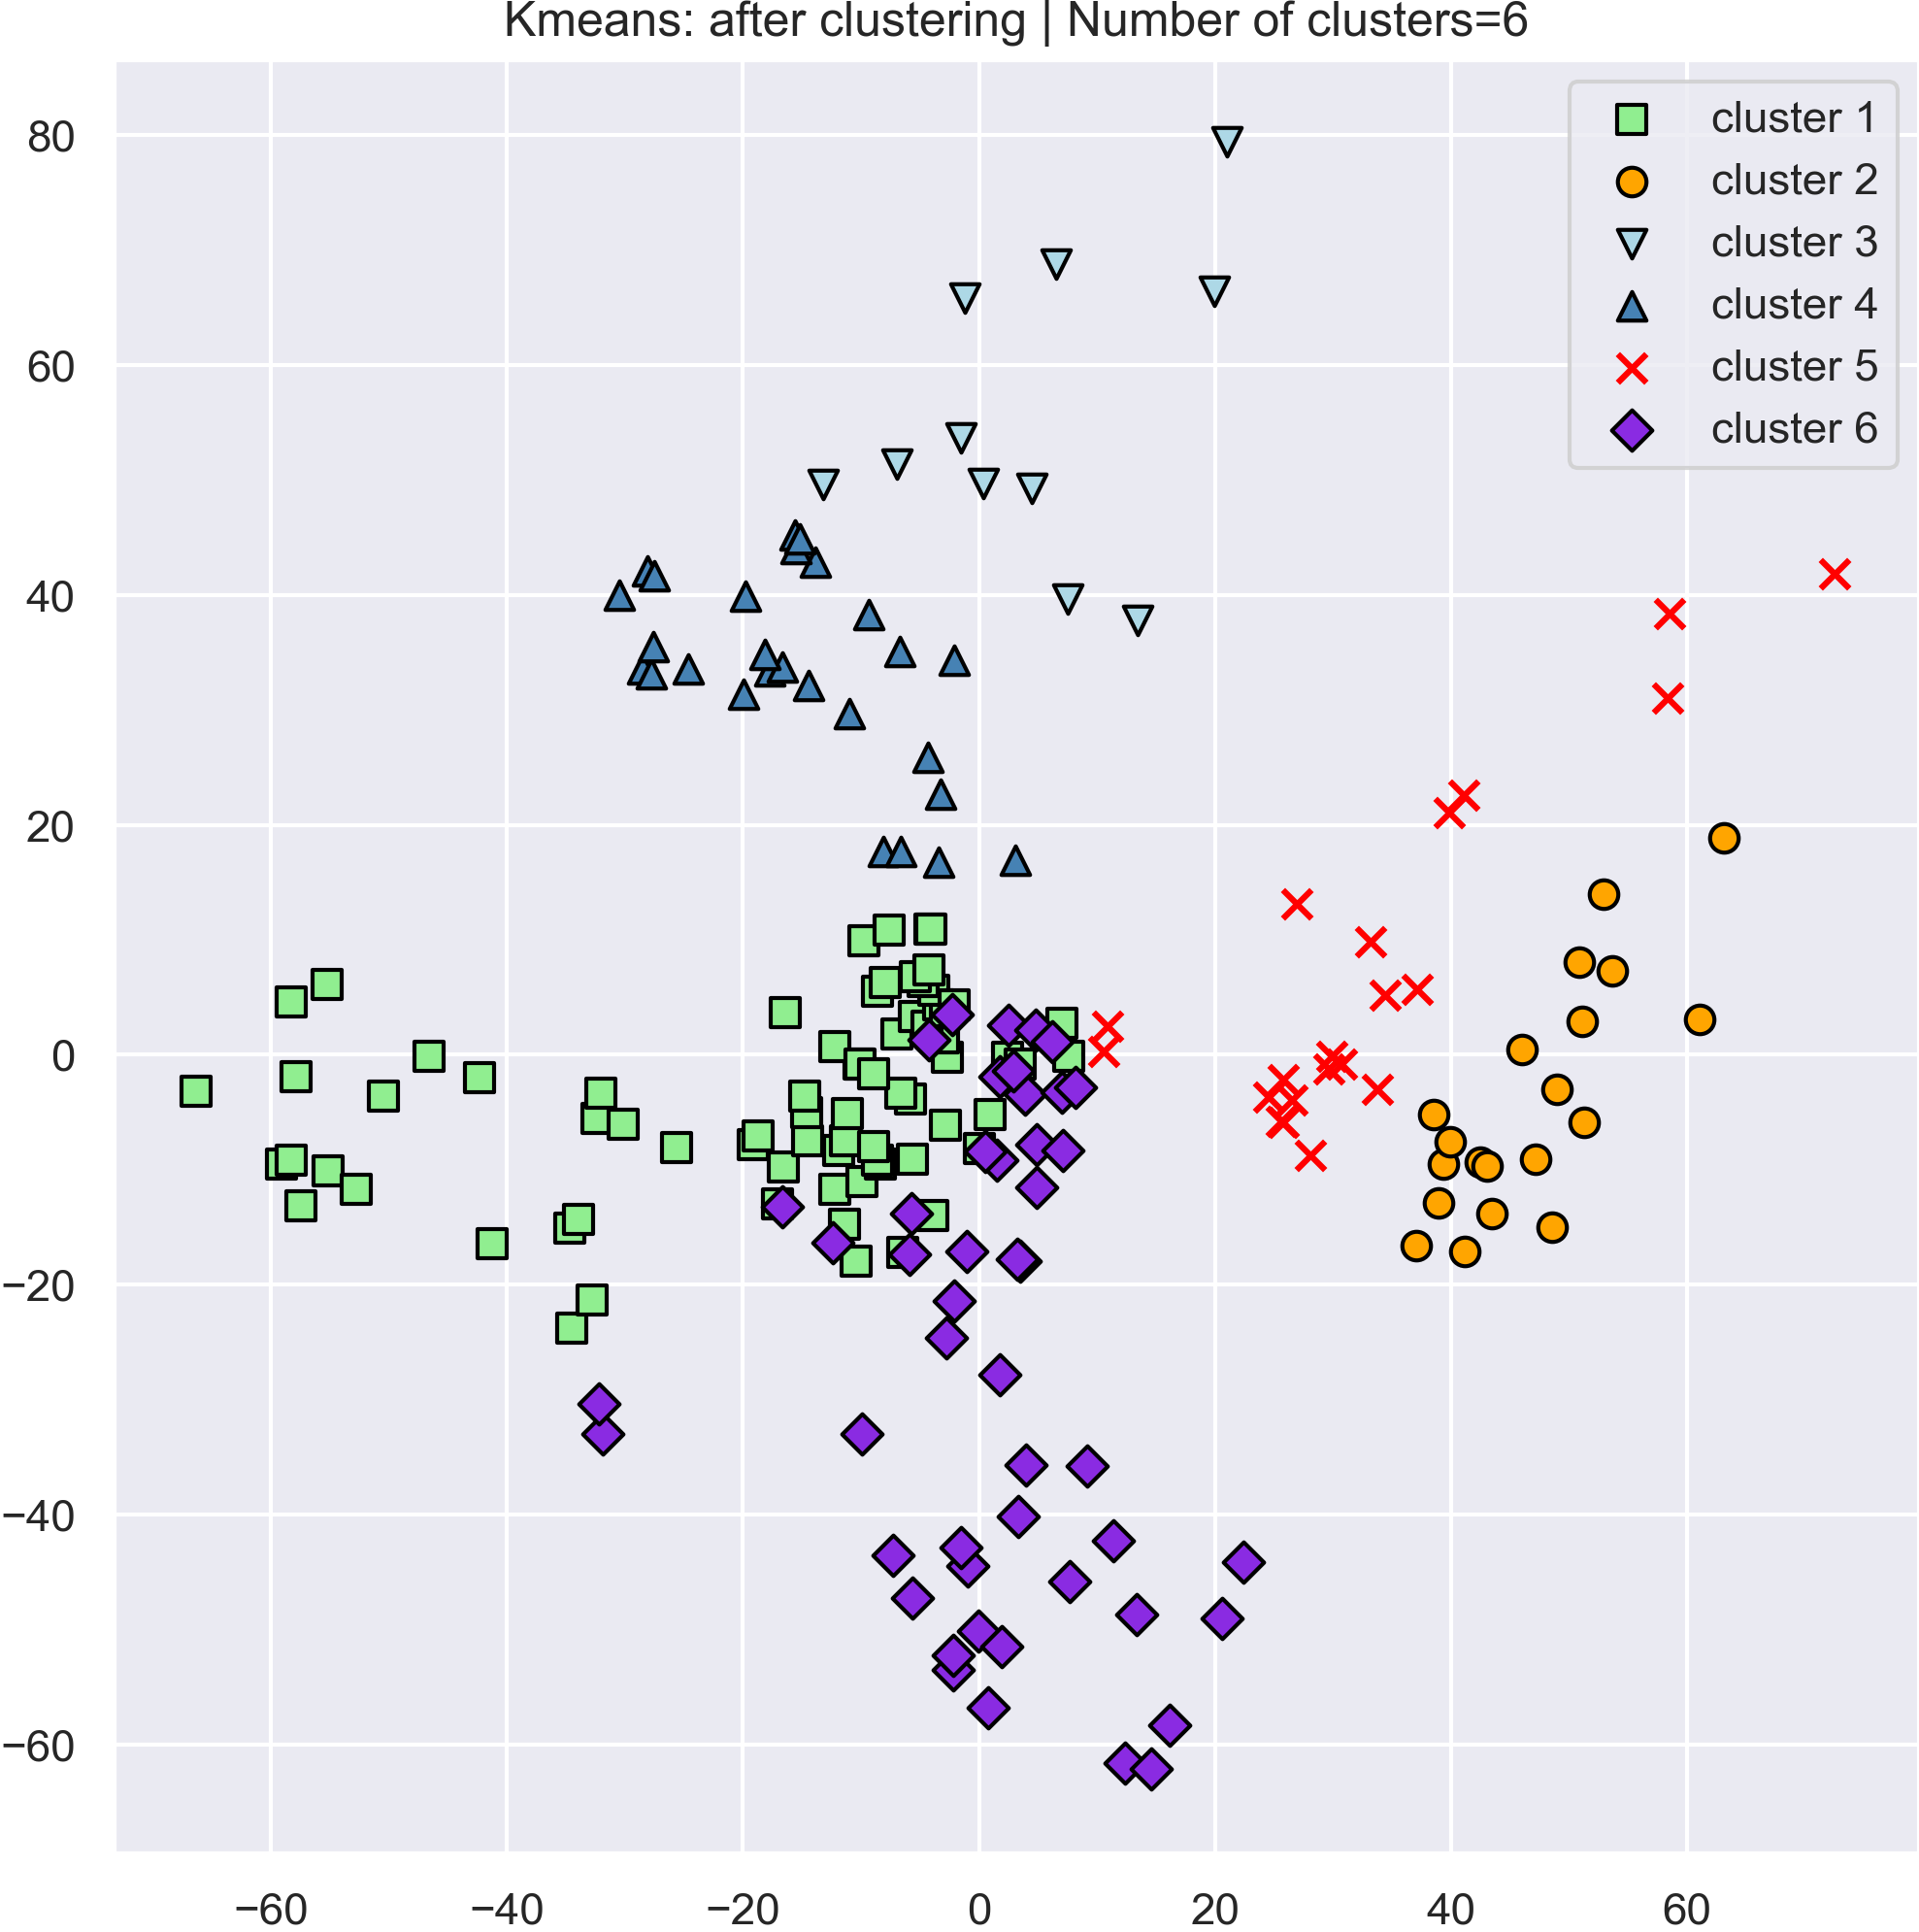 Kmeans: after clustering | Number of clusters=6
cluster 1
cluster 2
cluster 3
cluster 4
cluster 5
cluster 6
80
60
40
20
0
−20
−40
−60
−60 −40 −20 0 20 40 60